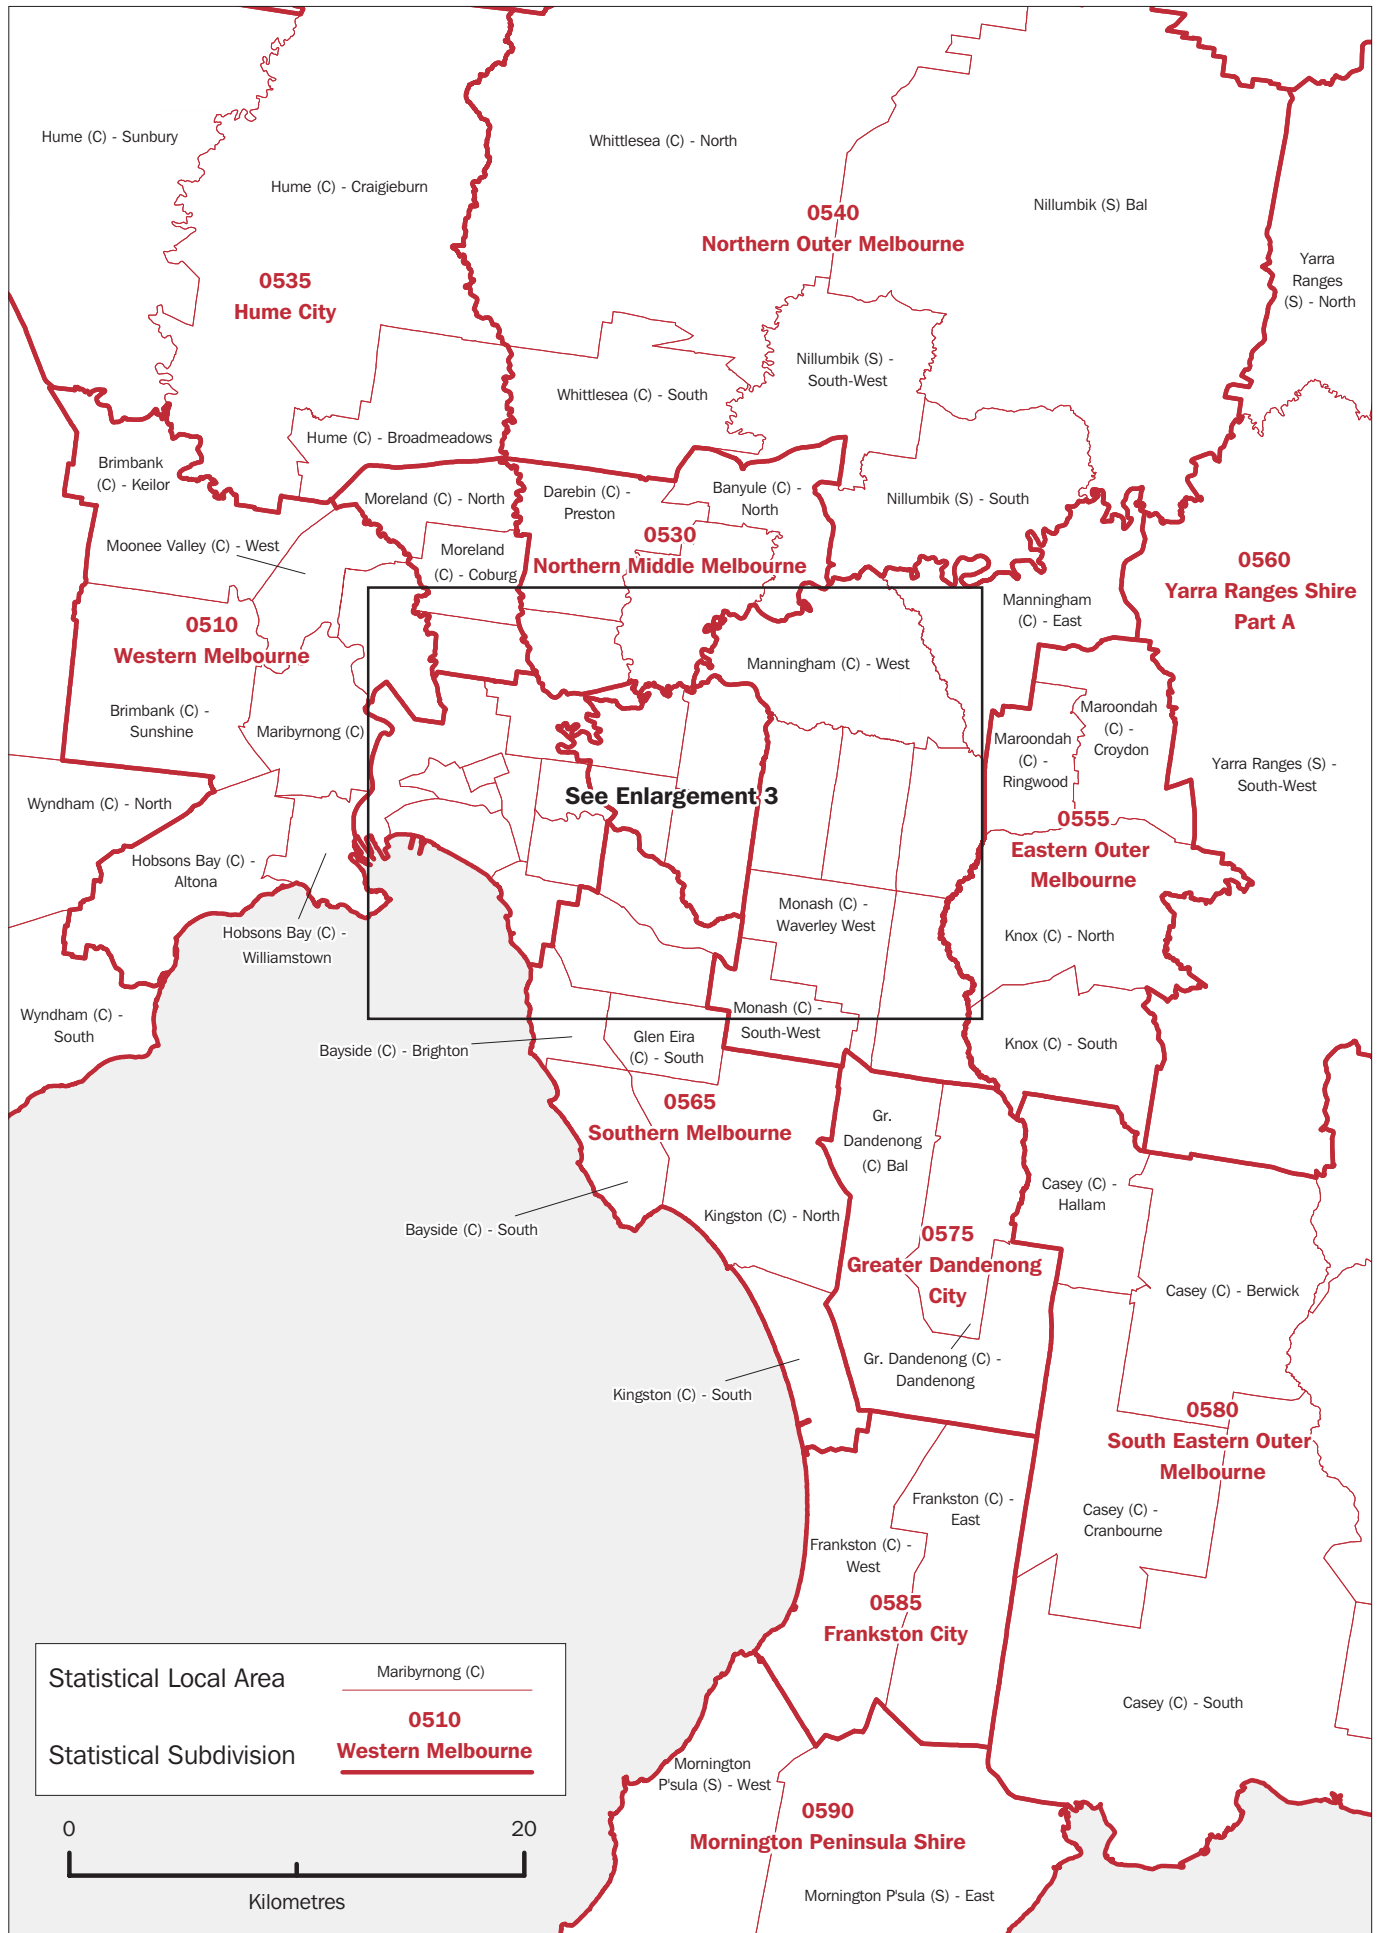 Hume (C) - Sunbury
Whittlesea (C) - North
Hume (C) - Craigieburn
Nillumbik (S) Bal
0540
Northern Outer Melbourne
Yarra
Ranges
(S) - North
0535
Hume City
Nillumbik (S) -
South-West
Whittlesea (C) - South
Hume (C) - Broadmeadows
Brimbank
(C) - Keilor
Moreland (C) - North
Darebin (C) -
Preston
Banyule (C) -
North
Nillumbik (S) - South
0530
Northern Middle Melbourne
Moonee Valley (C) - West
Moreland
(C) - Coburg
0560
Yarra Ranges Shire
Part A
Manningham
(C) - East
0510
Western Melbourne
Manningham (C) - West
Brimbank (C) -
Sunshine
Maribyrnong (C)
Maroondah
(C) -
Croydon
Maroondah
(C) -
Ringwood
Yarra Ranges (S) -
South-West
See Enlargement 3
Wyndham (C) - North
0555
Eastern Outer
Melbourne
Hobsons Bay (C) -
Altona
Monash (C) -
Waverley West
Hobsons Bay (C) -
Williamstown
Knox (C) - North
Wyndham (C) -
South
Monash (C) -
South-West
Bayside (C) - Brighton
Glen Eira
(C) - South
Knox (C) - South
0565
Southern Melbourne
Gr.
Dandenong
(C) Bal
Casey (C) -
Hallam
Bayside (C) - South
Kingston (C) - North
0575
Greater Dandenong
City
Casey (C) - Berwick
Gr. Dandenong (C) -
Dandenong
Kingston (C) - South
0580
South Eastern Outer
Melbourne
Frankston (C) -
East
Casey (C) -
Cranbourne
Frankston (C) -
West
0585
Frankston City
Statistical Local Area
Maribyrnong (C)
0510
Western Melbourne
Statistical Subdivision
Casey (C) - South
Mornington
P'sula (S) - West
0590
Mornington Peninsula Shire
Mornington P'sula (S) - East
0
20
Kilometres